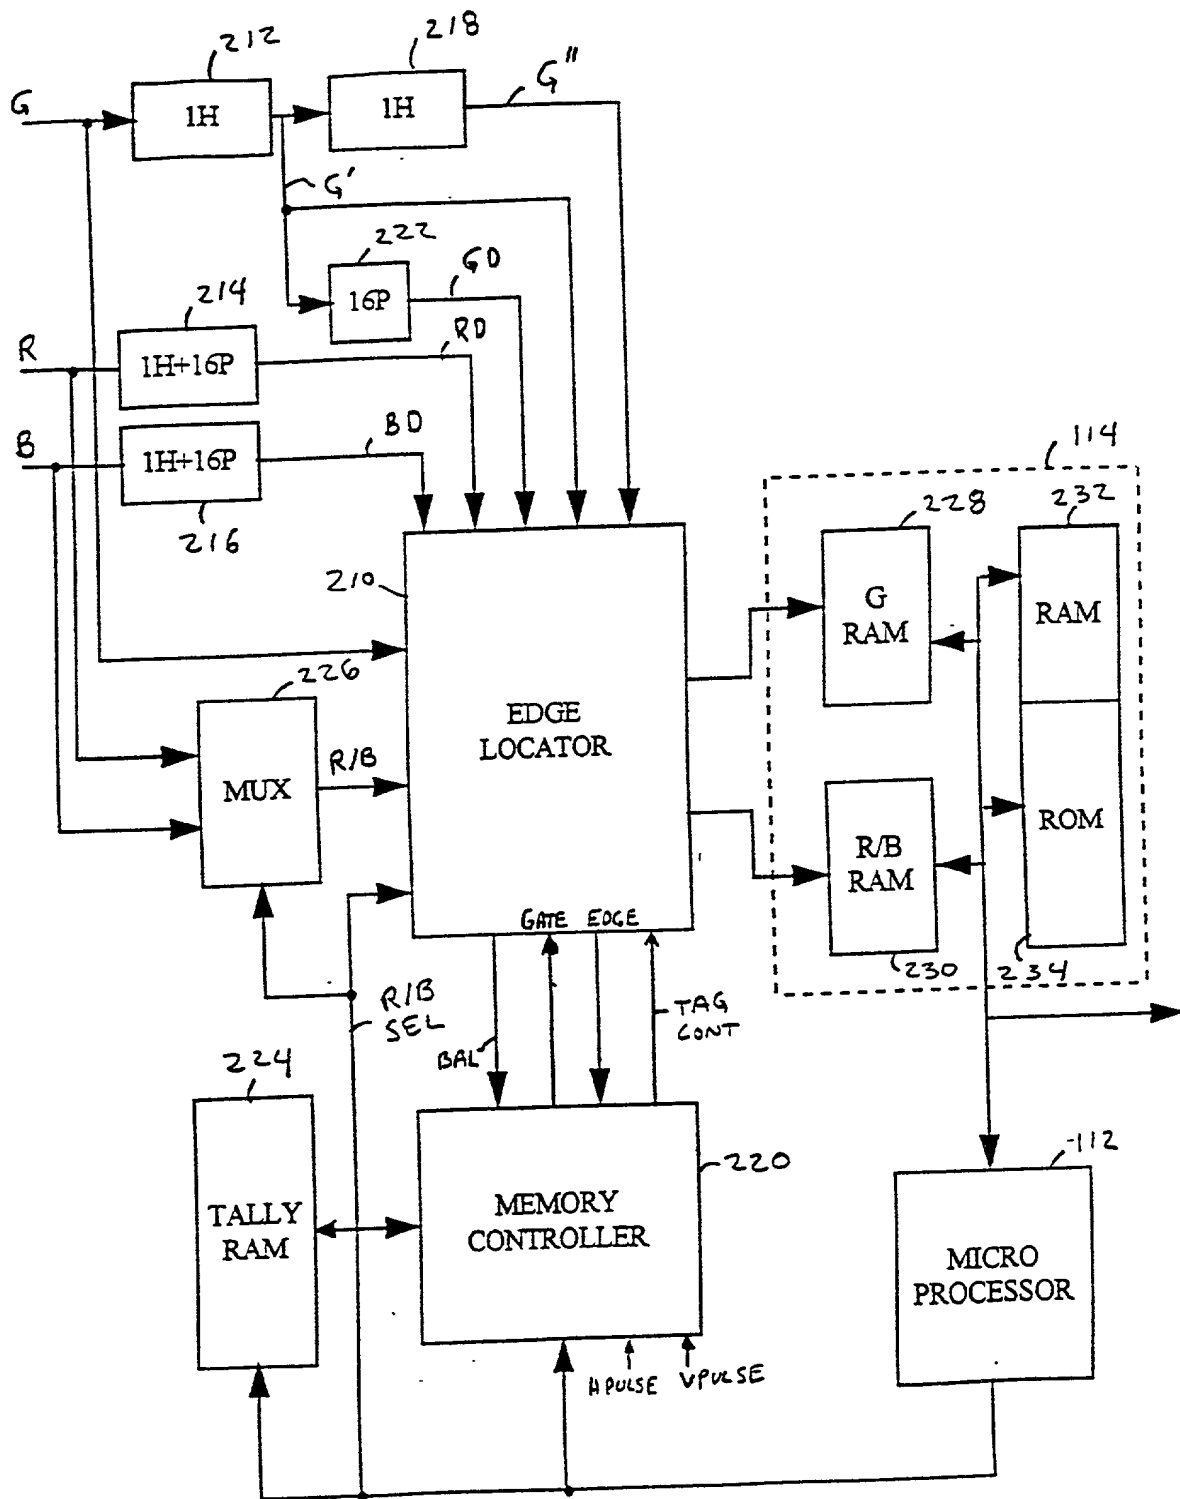 212
218
G
1H
1H
G"
G'
222
16P
GD
214
R
1H+16P
RD
B
1H+16P
BD
216
114
228
232
210
G
RAM
RAM
226
EDGE
LOCATOR
MUX
R/B
R/B
RAM
ROM
GATE EDGE
230
234
R/B
SEL
BAL
TAG
CONT
224
112
220
TALLY
RAM
MEMORY
CONTROLLER
MICRO
PROCESSOR
HPULSE
VPULSE